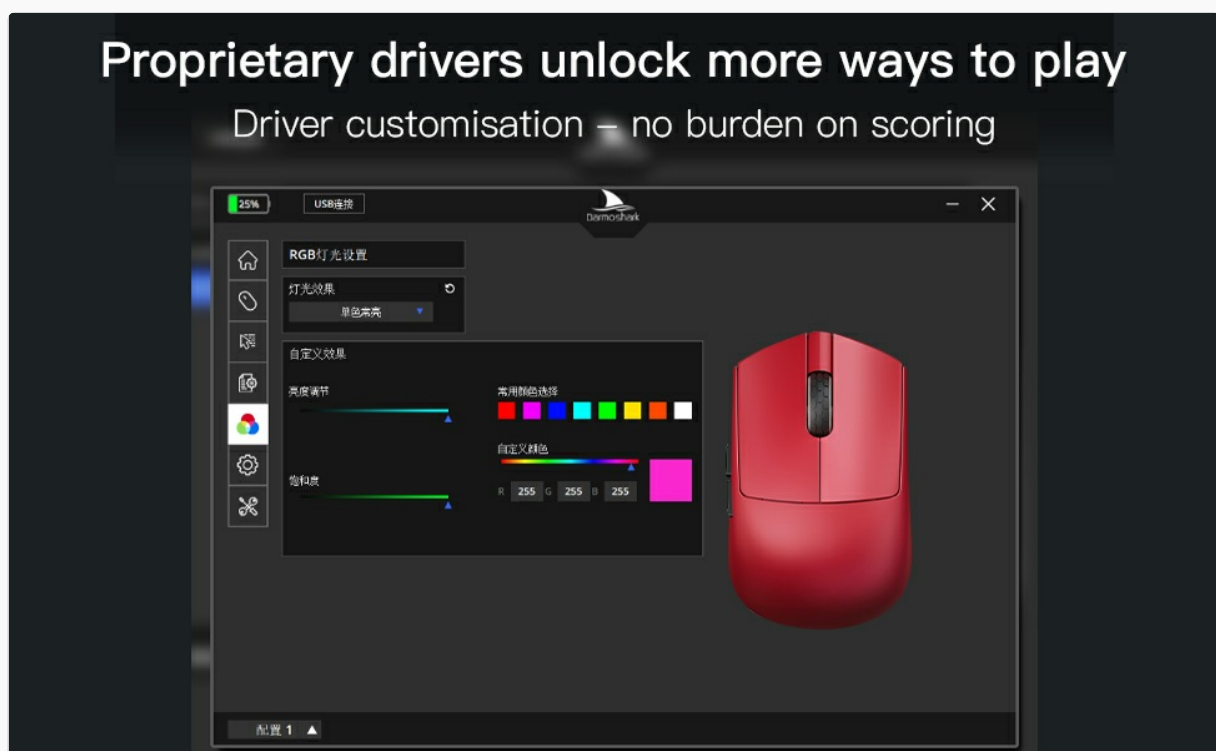 Proprietary drivers unlock more ways to play
Driver customisation – no burden on scoring
25%
USB连接
Darmoshark
RGB灯光设置
灯光效果
单色常亮
自定义效果
亮度调节
常用颜色选择
自定义颜色
饱和度
R 255 G 255 B 255
配置 1